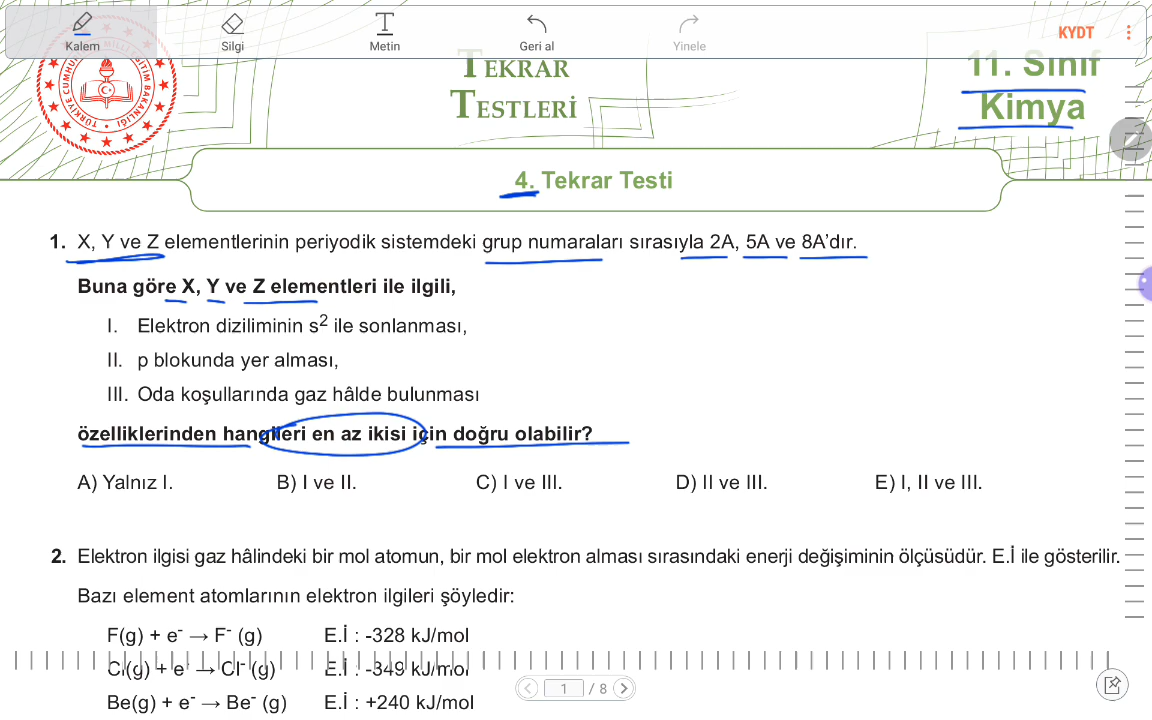 Kalem
Silgi
Metin
Geri al
Yinele
KYDT
TEKRAR
TESTLERİ
11. Sınıf
Kimya
4. Tekrar Testi
1. X, Y ve Z elementlerinin periyodik sistemdeki grup numaraları sırasıyla 2A, 5A ve 8A'dır.
Buna göre X, Y ve Z elementleri ile ilgili,
I. Elektron diziliminin s² ile sonlanması,
II. p blokunda yer alması,
III. Oda koşullarında gaz hâlde bulunması
özelliklerinden hangileri en az ikisi için doğru olabilir?
A) Yalnız I. B) I ve II. C) I ve III. D) II ve III. E) I, II ve III.
2. Elektron ilgisi gaz hâlindeki bir mol atomun, bir mol elektron alması sırasındaki enerji değişiminin ölçüsüdür. E.İ ile gösterilir.
Bazı element atomlarının elektron ilgileri şöyledir:
F(g) + e⁻ → F⁻ (g) E.İ : -328 kJ/mol
Cl(g) + e⁻ → Cl⁻ (g) E.İ : -349 kJ/mol
Be(g) + e⁻ → Be⁻ (g) E.İ : +240 kJ/mol
1 / 8